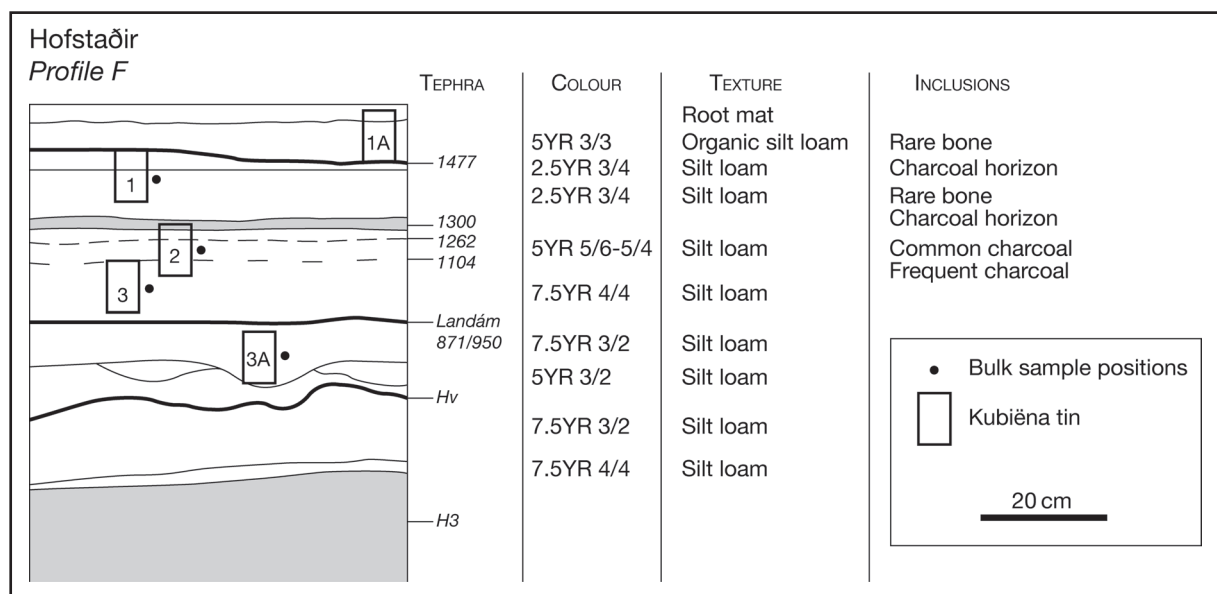 Hofstaðir
Profile F
TEPHRA
COLOUR
TEXTURE
INCLUSIONS
Root mat
5YR 3/3 Organic silt loam Rare bone
1477
2.5YR 3/4 Silt loam Charcoal horizon
2.5YR 3/4 Silt loam Rare bone
1300
Charcoal horizon
1262
5YR 5/6-5/4 Silt loam Common charcoal
1104
Frequent charcoal
7.5YR 4/4 Silt loam
Landám
871/950
7.5YR 3/2 Silt loam
5YR 3/2 Silt loam
Hv
7.5YR 3/2 Silt loam
7.5YR 4/4 Silt loam
H3
1A
1
2
3
3A
Bulk sample positions
Kubiëna tin
20 cm